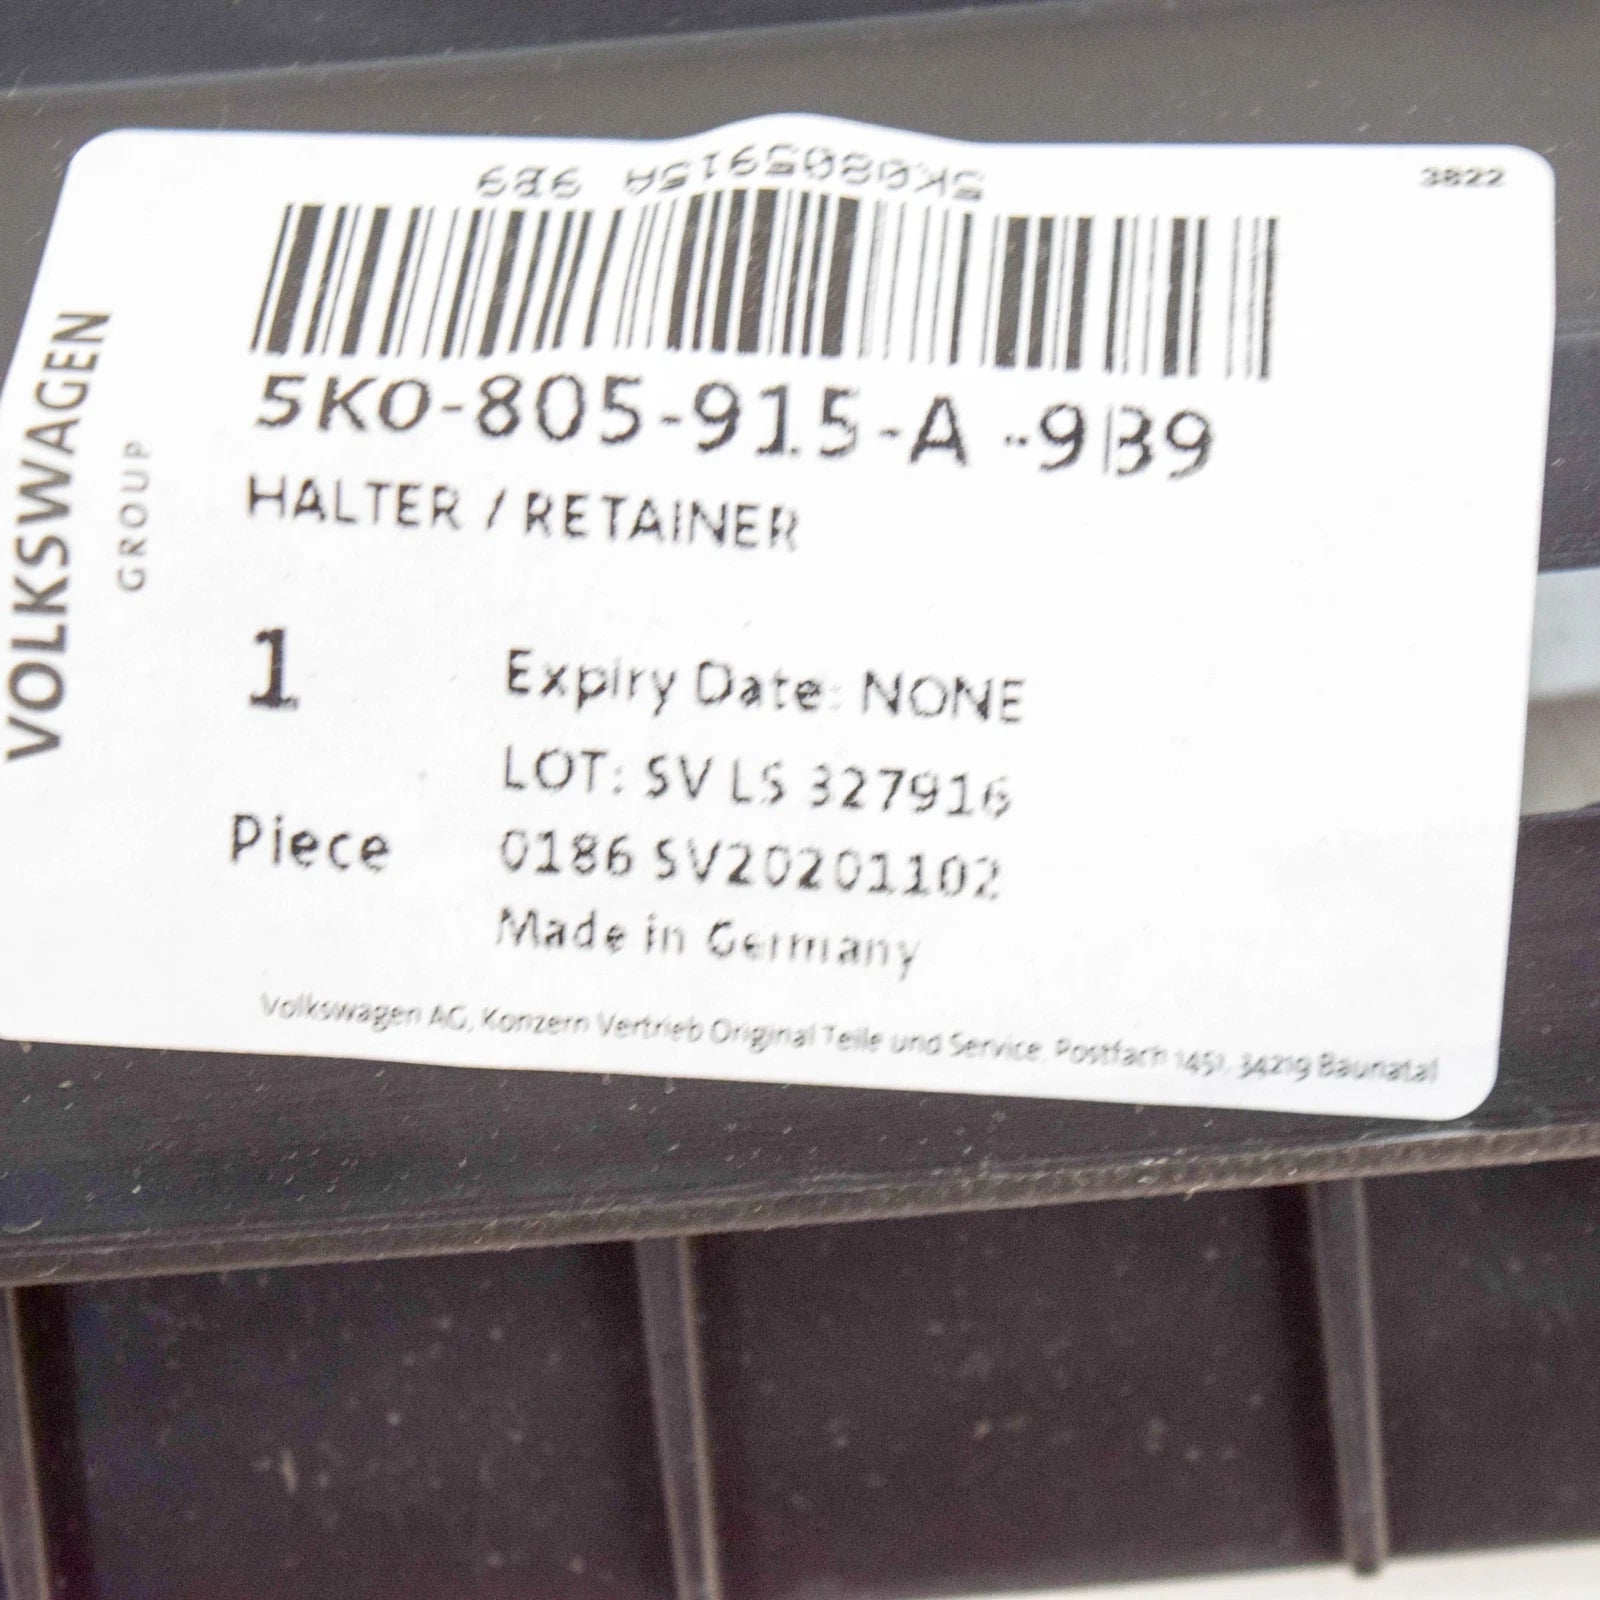 5K0805915A 9B9
3822
5K0-805-915-A -9B9
HALTER / RETAINER
VOLKSWAGEN
GROUP
1
Piece
Expiry Date: NONE
LOT: SV LS 327916
0186 SV20201102
Made in Germany
Volkswagen AG, Konzern Vertrieb Original Teile und Service, Postfach 1451, 34219 Baunatal